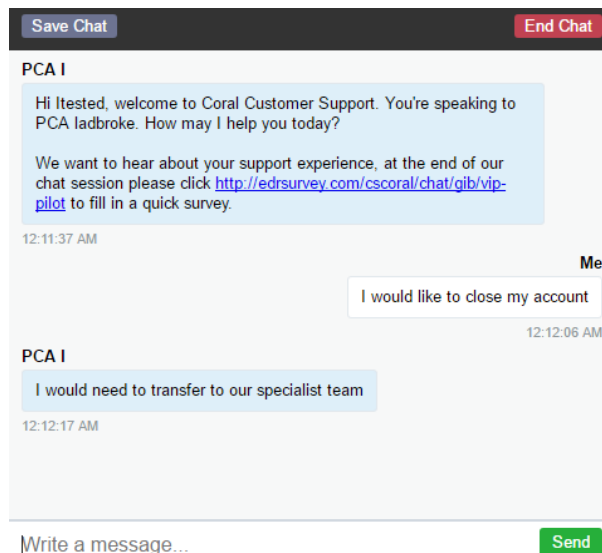 Save Chat
End Chat
PCA l
Hi Itested, welcome to Coral Customer Support. You're speaking to
PCA ladbroke. How may I help you today?
We want to hear about your support experience, at the end of our
chat session please click http://edrsurvey.com/cscoral/chat/gib/vip-
pilot to fill in a quick survey.
12:11:37 AM
Me
I would like to close my account
12:12:06 AM
PCA l
I would need to transfer to our specialist team
12:12:17 AM
Write a message...
Send